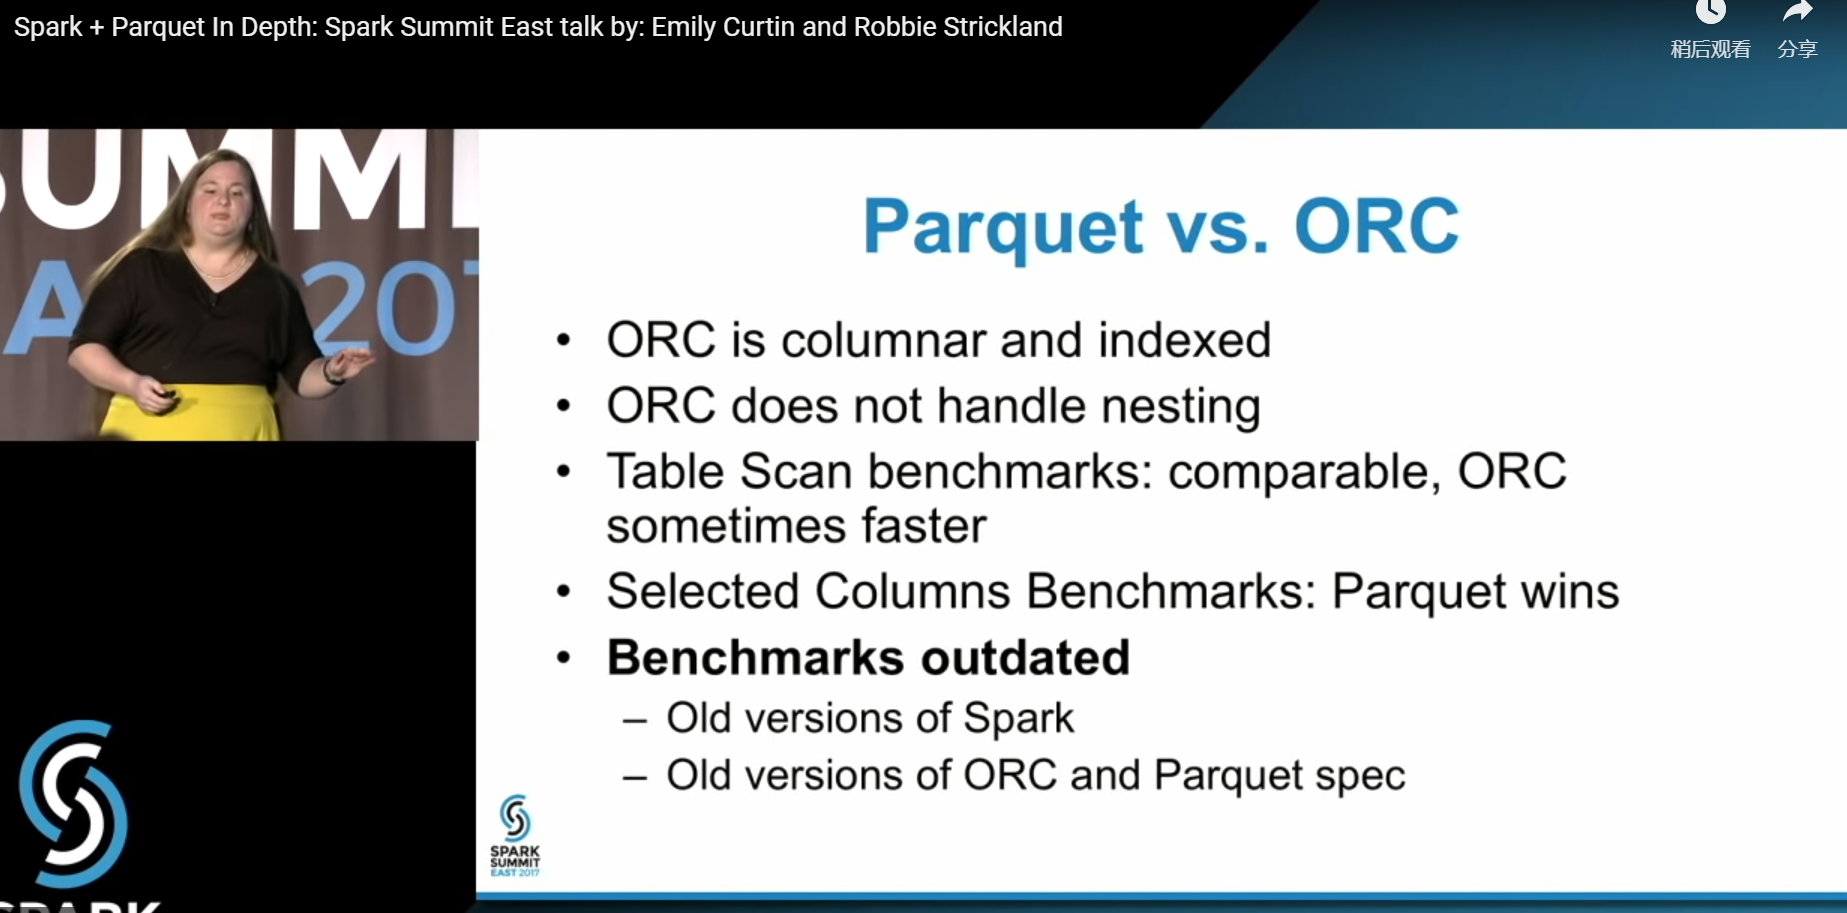 Spark + Parquet In Depth: Spark Summit East talk by: Emily Curtin and Robbie Strickland
稍后观看
分享
SUMMI
EA 201
Parquet vs. ORC
• ORC is columnar and indexed
• ORC does not handle nesting
• Table Scan benchmarks: comparable, ORC
sometimes faster
• Selected Columns Benchmarks: Parquet wins
• Benchmarks outdated
– Old versions of Spark
– Old versions of ORC and Parquet spec
SPARK
SUMMIT
EAST 2017
SPARK